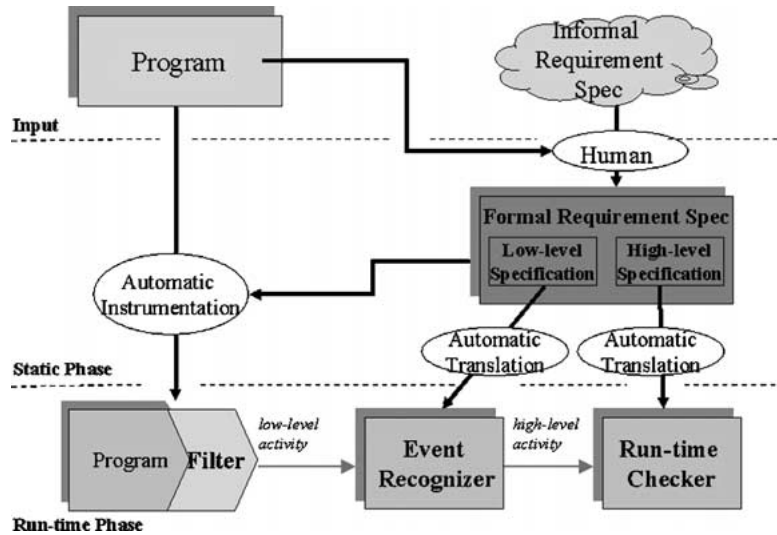 Program
Informal
Requirement
Spec
Input
Human
Formal Requirement Spec
Low-level
Specification
High-level
Specification
Automatic
Instrumentation
Automatic
Translation
Automatic
Translation
Static Phase
Program
Filter
low-level
activity
Event
Recognizer
high-level
activity
Run-time
Checker
Run-time Phase